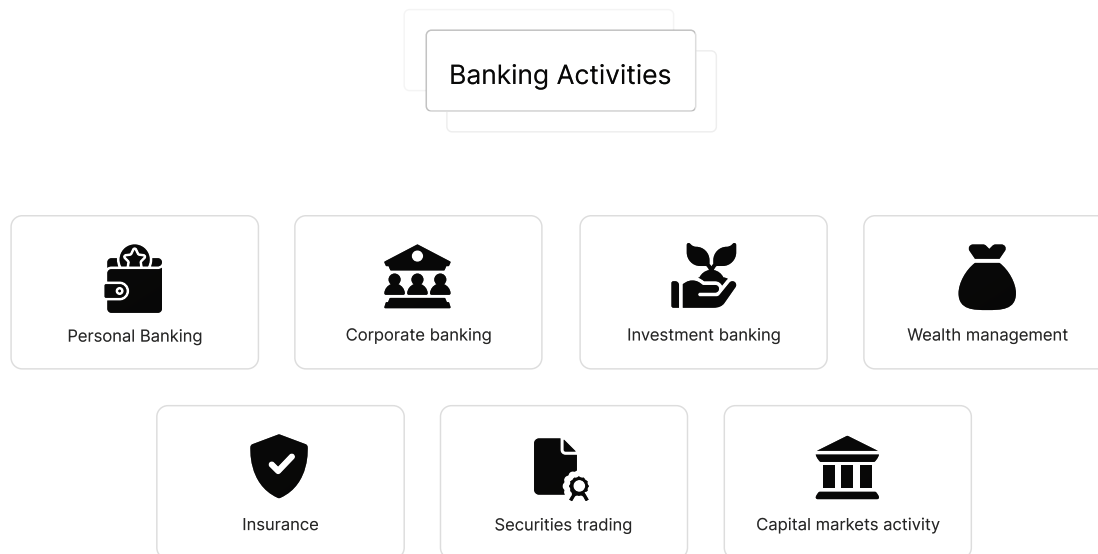 Banking Activities
Personal Banking
Corporate banking
Investment banking
Wealth management
Insurance
Securities trading
Capital markets activity